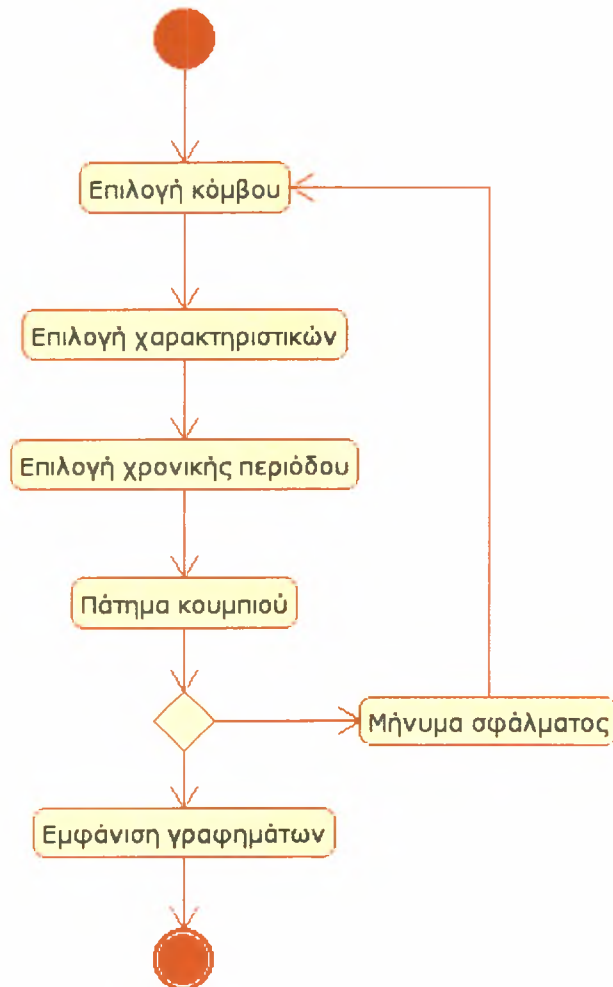 Επιλογή κόμβου
Επιλογή χαρακτηριστικών
Επιλογή χρονικής περιόδου
Πάτημα κουμπιού
Μήνυμα σφάλματος
Εμφάνιση γραφημάτων